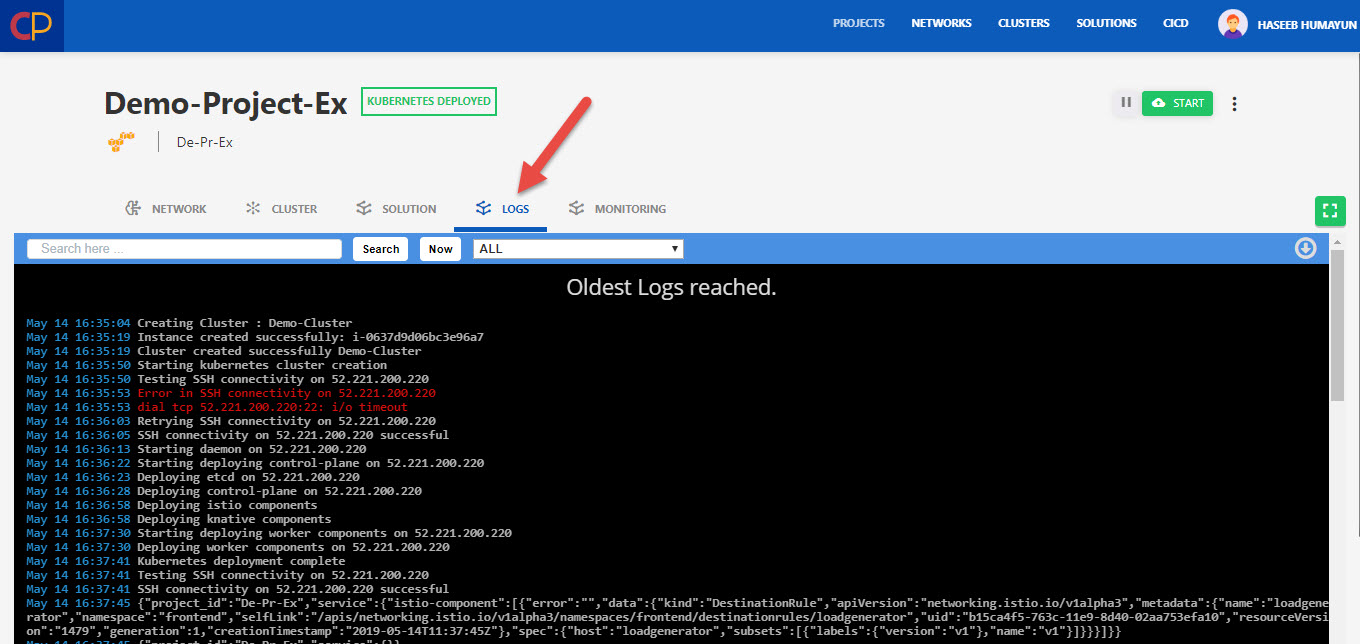 CP
PROJECTS NETWORKS CLUSTERS SOLUTIONS CICD HASEEB HUMAYUN
Demo-Project-Ex KUBERNETES DEPLOYED START
De-Pr-Ex
NETWORK CLUSTER SOLUTION LOGS MONITORING
Search here ... Search Now ALL
Oldest Logs reached.
May 14 16:35:04 Creating Cluster : Demo-Cluster
May 14 16:35:19 Instance created successfully: i-0637d9d06bc3e96a7
May 14 16:35:19 Cluster created successfully Demo-Cluster
May 14 16:35:50 Starting kubernetes cluster creation
May 14 16:35:50 Testing SSH connectivity on 52.221.200.220
May 14 16:35:53 Error in SSH connectivity on 52.221.200.220
May 14 16:35:53 dial tcp 52.221.200.220:22: i/o timeout
May 14 16:36:03 Retrying SSH connectivity on 52.221.200.220
May 14 16:36:05 SSH connectivity on 52.221.200.220 successful
May 14 16:36:13 Starting daemon on 52.221.200.220
May 14 16:36:22 Starting deploying control-plane on 52.221.200.220
May 14 16:36:23 Deploying etcd on 52.221.200.220
May 14 16:36:28 Deploying control-plane on 52.221.200.220
May 14 16:36:58 Deploying istio components
May 14 16:36:58 Deploying knative components
May 14 16:37:30 Starting deploying worker components on 52.221.200.220
May 14 16:37:30 Deploying worker components on 52.221.200.220
May 14 16:37:41 Kubernetes deployment complete
May 14 16:37:41 Testing SSH connectivity on 52.221.200.220
May 14 16:37:41 SSH connectivity on 52.221.200.220 successful
May 14 16:37:45 {"project_id":"De-Pr-Ex","service":{"istio-component":[{"error":"","data":{"kind":"DestinationRule","apiVersion":"networking.istio.io/v1alpha3","metadata":{"name":"loadgene
rator","namespace":"frontend","selfLink":"/apis/networking.istio.io/v1alpha3/namespaces/frontend/destinationrules/loadgenerator","uid":"b15ca4f5-763c-11e9-8d40-02aa753efa10","resourceVersi
on":"1479","generation":1,"creationTimestamp":"2019-05-14T11:37:45Z"},"spec":{"host":"loadgenerator","subsets":[{"labels":{"version":"v1"},"name":"v1"}]}}]}}
May 14 16:37:45 {"project_id":"De-Pr-Ex","service":{}}